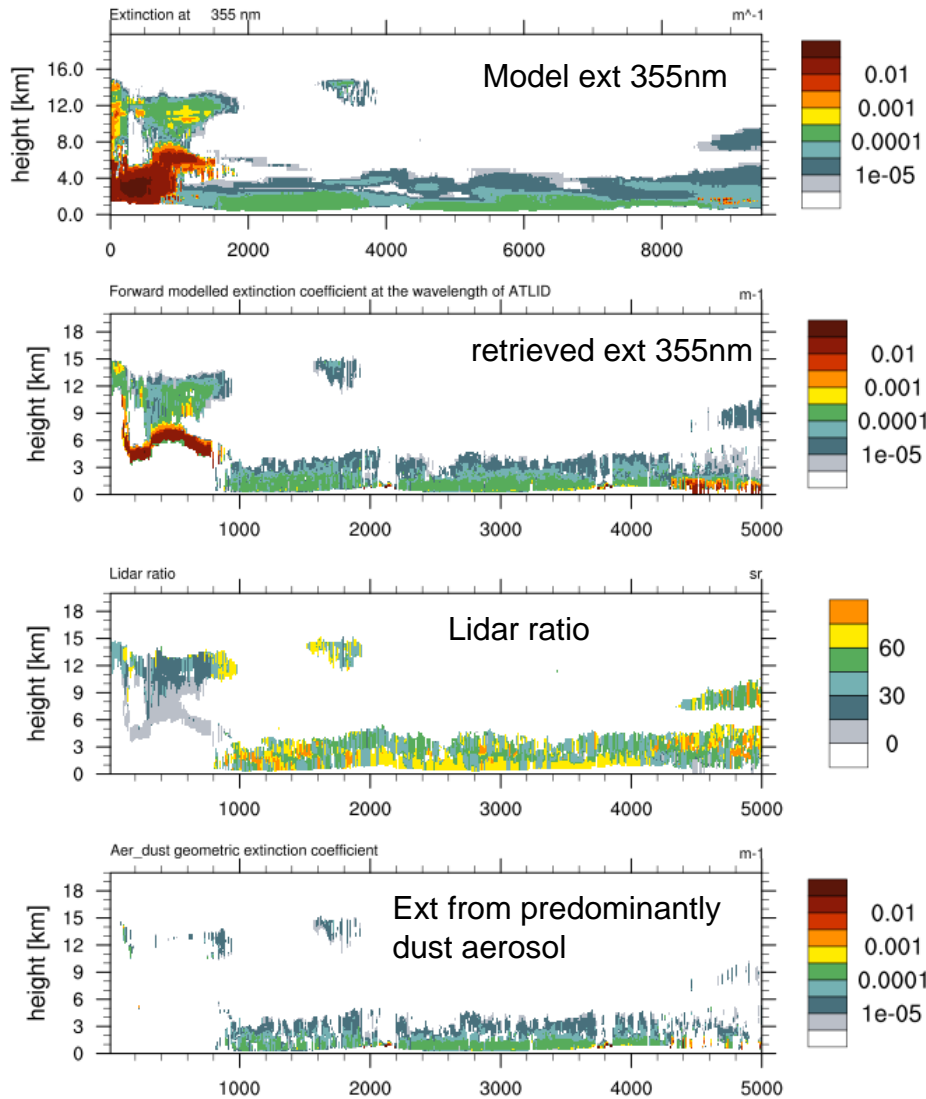 Extinction at 355 nm m^-1
Model ext 355nm
height [km]
16.0
12.0
8.0
4.0
0.0
0 2000 4000 6000 8000
0.01
0.001
0.0001
1e-05
Forward modelled extinction coefficient at the wavelength of ATLID m-1
retrieved ext 355nm
height [km]
18
15
12
9
6
3
0
1000 2000 3000 4000 5000
0.01
0.001
0.0001
1e-05
Lidar ratio sr
Lidar ratio
height [km]
18
15
12
9
6
3
0
1000 2000 3000 4000 5000
60
30
0
Aer_dust geometric extinction coefficient m-1
Ext from predominantly
dust aerosol
height [km]
18
15
12
9
6
3
0
1000 2000 3000 4000 5000
0.01
0.001
0.0001
1e-05